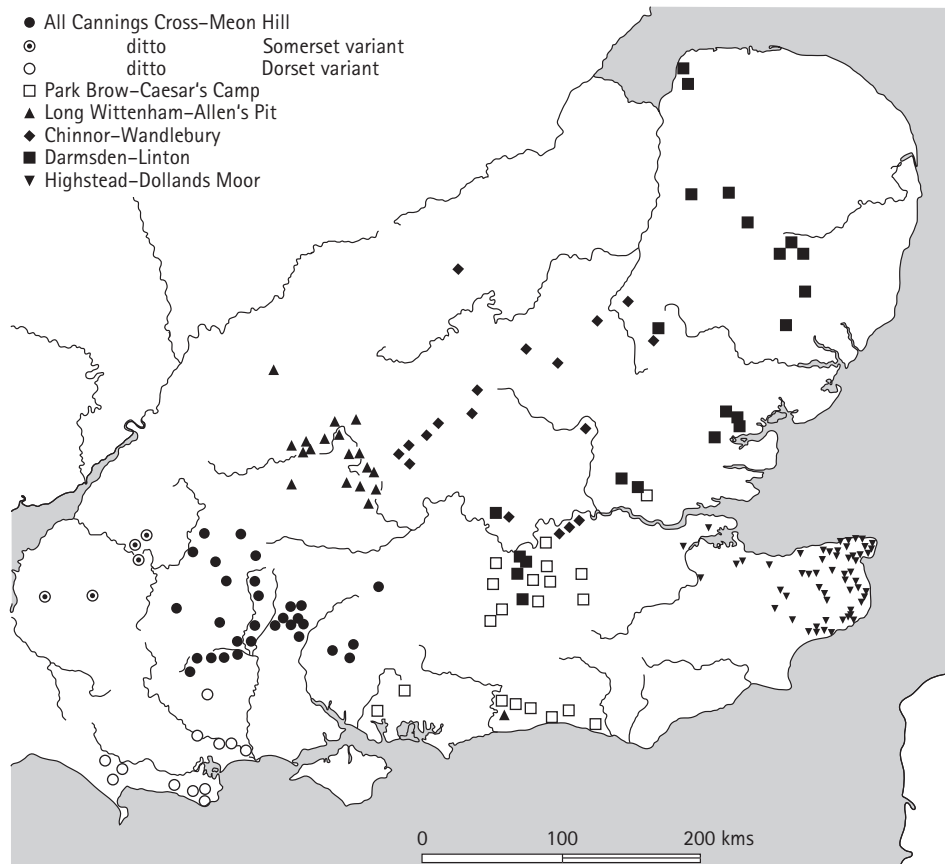 All Cannings Cross–Meon Hill
ditto Somerset variant
ditto Dorset variant
Park Brow–Caesar's Camp
Long Wittenham–Allen's Pit
Chinnor–Wandlebury
Darmsden–Linton
Highstead–Dollands Moor
0 100 200 kms